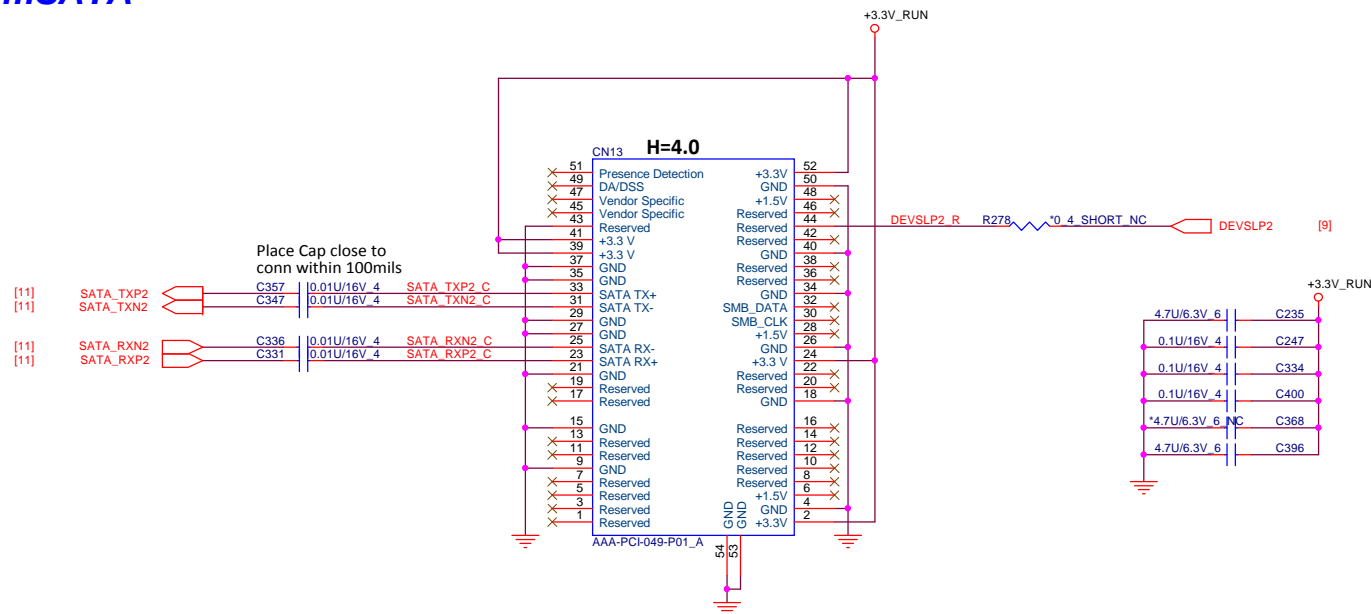 mSATA
+3.3V_RUN
CN13
H=4.0
51 Presence Detection +3.3V 52
49 DA/DSS GND 50
47 Vendor Specific +1.5V 48
45 Vendor Specific Reserved 46
43 Reserved Reserved 44 DEVSLP2_R R278 *0_4_SHORT_NC DEVSLP2 [9]
41 +3.3 V Reserved 42
39 +3.3 V GND 40
Place Cap close to
conn within 100mils
37 GND Reserved 38
35 GND Reserved 36
[11] SATA_TXP2 C357 0.01U/16V_4 SATA_TXP2_C 33 SATA TX+ GND 34
[11] SATA_TXN2 C347 0.01U/16V_4 SATA_TXN2_C 31 SATA TX- SMB_DATA 32
29 GND SMB_CLK 30
27 GND +1.5V 28
[11] SATA_RXN2 C336 0.01U/16V_4 SATA_RXN2_C 25 SATA RX- GND 26
[11] SATA_RXP2 C331 0.01U/16V_4 SATA_RXP2_C 23 SATA RX+ +3.3 V 24
21 GND Reserved 22
19 Reserved Reserved 20
17 Reserved GND 18
15 GND Reserved 16
13 Reserved Reserved 14
11 Reserved Reserved 12
9 GND Reserved 10
7 Reserved Reserved 8
5 Reserved +1.5V 6
3 Reserved GND 4
1 Reserved +3.3V 2
GND
GND
54
53
AAA-PCI-049-P01_A
+3.3V_RUN
4.7U/6.3V_6 C235
0.1U/16V_4 C247
0.1U/16V_4 C334
0.1U/16V_4 C400
*4.7U/6.3V_6_NC C368
4.7U/6.3V_6 C396